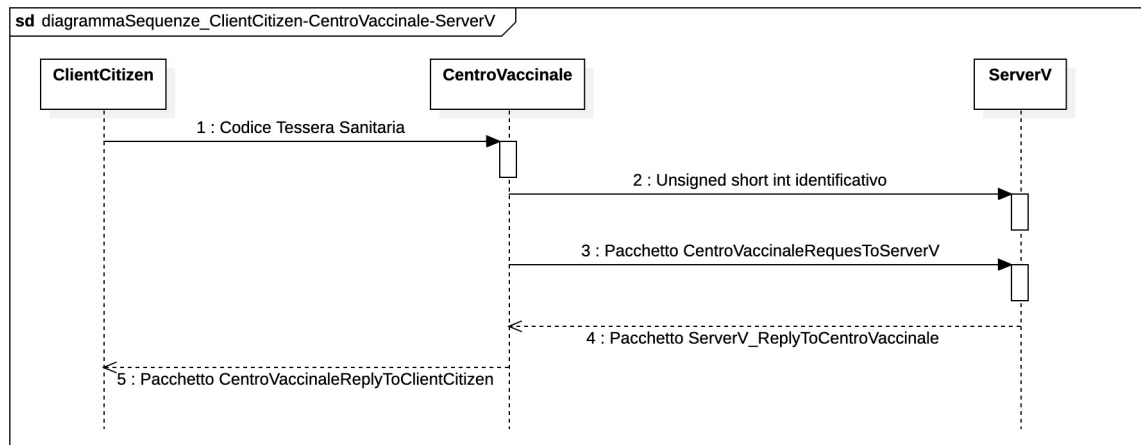 sd diagrammaSequenze_ClientCitizen-CentroVaccinale-ServerV
ClientCitizen
CentroVaccinale
ServerV
1 : Codice Tessera Sanitaria
2 : Unsigned short int identificativo
3 : Pacchetto CentroVaccinaleRequesToServerV
4 : Pacchetto ServerV_ReplyToCentroVaccinale
5 : Pacchetto CentroVaccinaleReplyToClientCitizen